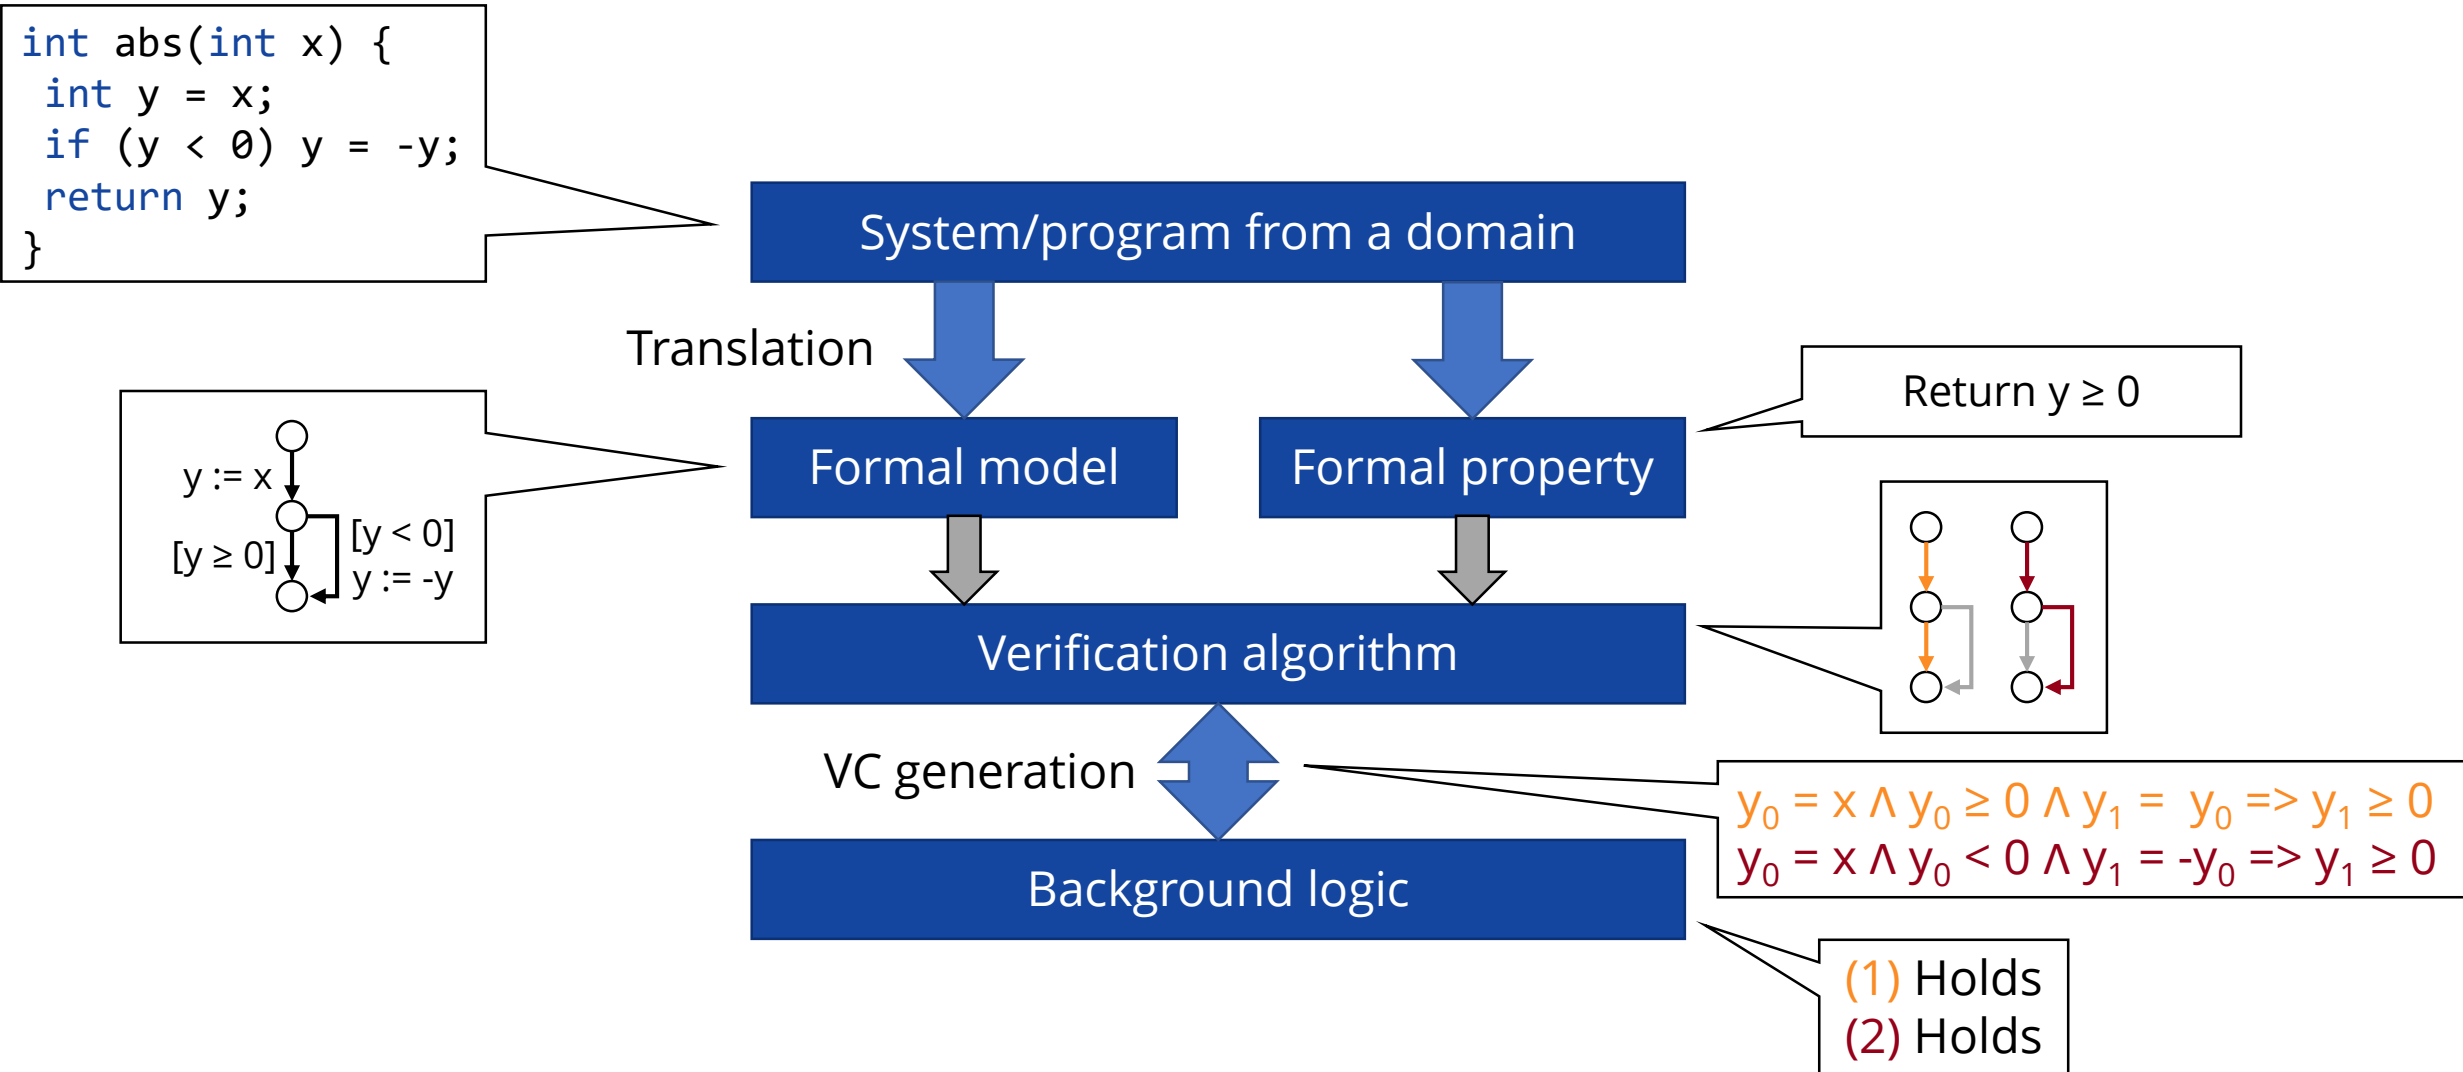 int abs(int x) {
int y = x;
if (y < 0) y = -y;
return y;
}
System/program from a domain
Translation
Return y ≥ 0
Formal model
Formal property
y := x
[y ≥ 0]
[y < 0]
y := -y
Verification algorithm
VC generation
y₀ = x ∧ y₀ ≥ 0 ∧ y₁ = y₀ => y₁ ≥ 0
y₀ = x ∧ y₀ < 0 ∧ y₁ = -y₀ => y₁ ≥ 0
Background logic
(1) Holds
(2) Holds